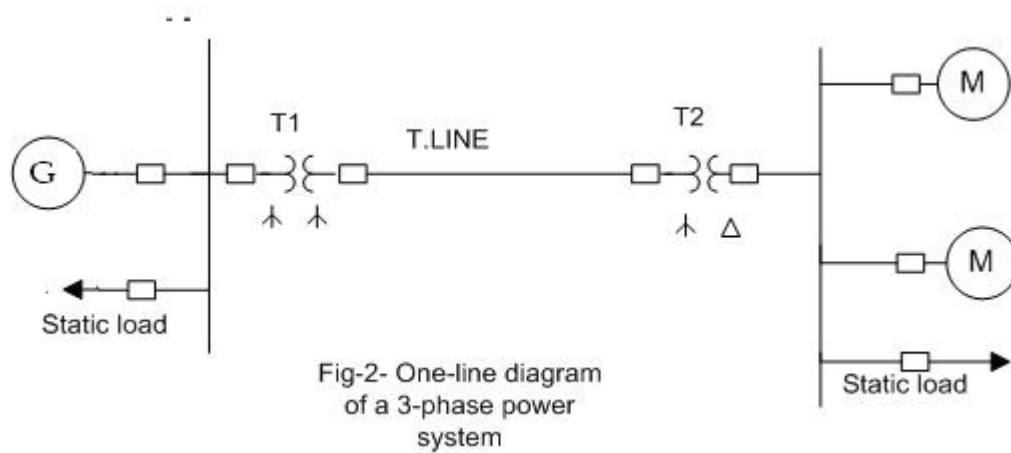 T1
T.LINE
T2
M
G
M
Static load
Static load
Fig-2- One-line diagram
of a 3-phase power
system